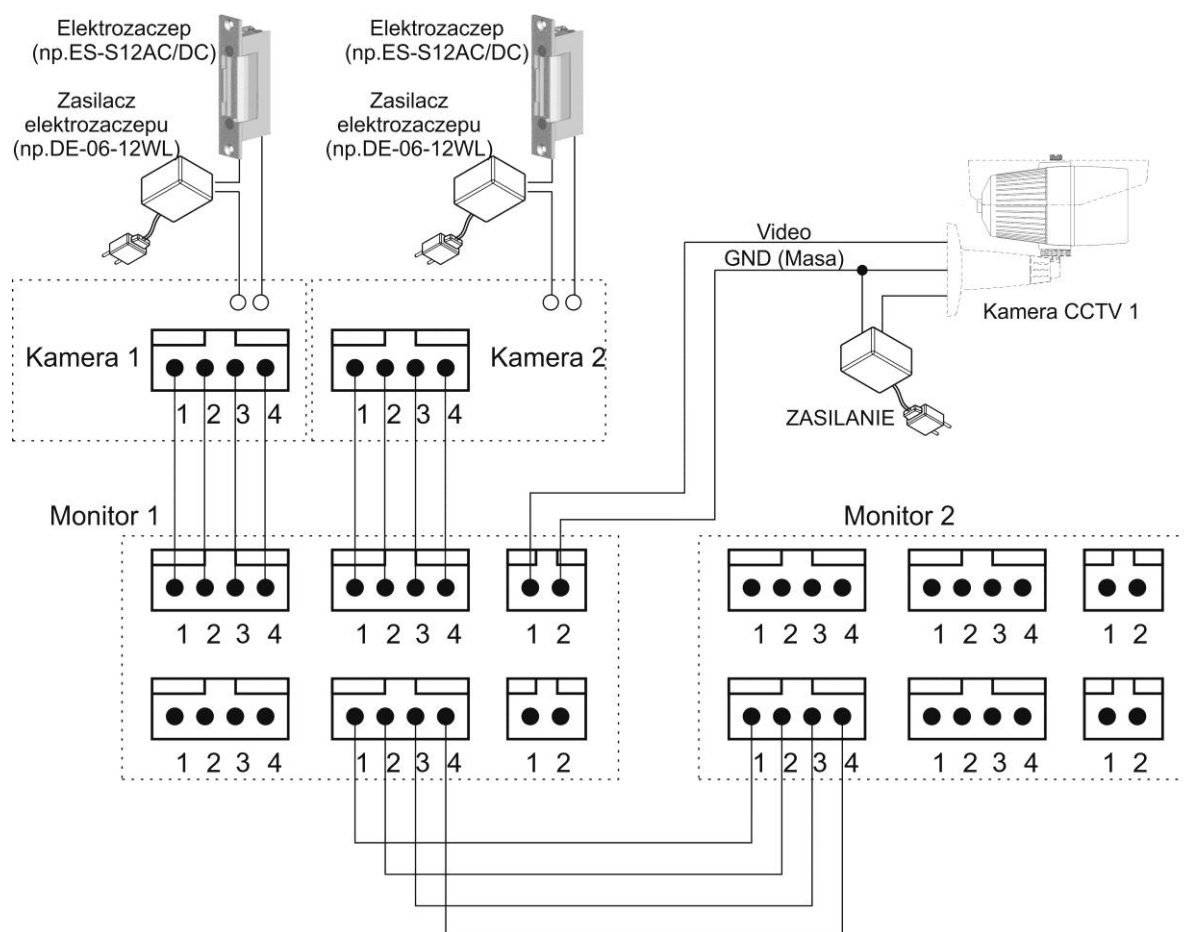 Elektrozaczep
(np.ES-S12AC/DC)
Zasilacz
elektrozaczepu
(np.DE-06-12WL)
Elektrozaczep
(np.ES-S12AC/DC)
Zasilacz
elektrozaczepu
(np.DE-06-12WL)
Video
GND (Masa)
Kamera CCTV 1
ZASILANIE
Kamera 1
1 2 3 4
Kamera 2
1 2 3 4
Monitor 1
1 2 3 4
1 2 3 4
1 2
1 2 3 4
1 2 3 4
1 2
Monitor 2
1 2 3 4
1 2 3 4
1 2
1 2 3 4
1 2 3 4
1 2